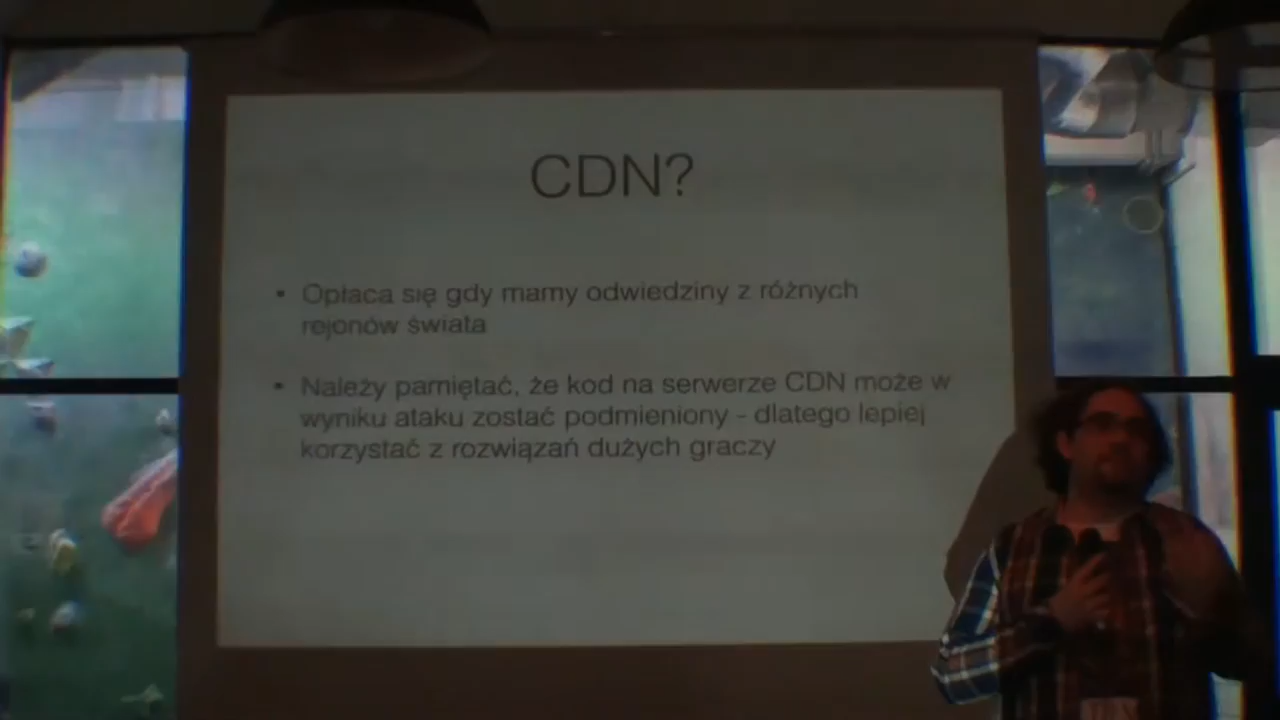 CDN?
• Opłaca się gdy mamy odwiedziny z różnych
rejonów świata
• Należy pamiętać, że kod na serwerze CDN może w
wyniku ataku zostać podmieniony - dlatego lepiej
korzystać z rozwiązań dużych graczy